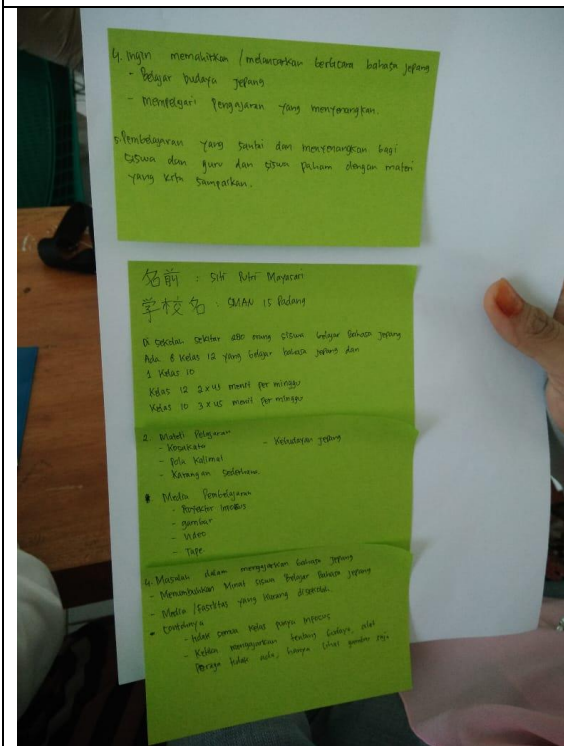 4. Ingin memahirkan / melancarkan berbicara bahasa jepang
- Belajar budaya jepang
- Mempelajari Pengajaran yang menyenangkan.
5. Pembelajaran yang santai dan menyenangkan bagi
siswa dan guru dan siswa paham dengan materi
yang kita sampaikan.
名前 : Siti Putri Mayasari
学校名 : SMAN 15 Padang
Di sekolah sekitar 280 orang siswa belajar Bahasa Jepang
Ada 8 Kelas 12 yang belajar bahasa jepang dan
1 Kelas 10
Kelas 12 2 x 45 menit per minggu
Kelas 10 3 x 45 menit per minggu
2. Materi Pelajaran
- Kosakata - Kebudayaan jepang
- Pola Kalimat
- Karangan Sederhana.
Media Pembelajaran
- Proyektor Infokus
- gambar
- video
- Tape
4. Masalah dalam mengajarkan bahasa jepang
- Menumbuhkan Minat siswa Belajar Bahasa jepang
- Media / fasilitas yang kurang
Contohnya
- tidak semua kelas punya infocus
- Ketika mengajarkan tentang budaya, alat
Peraga tidak ada, hanya gambar saja